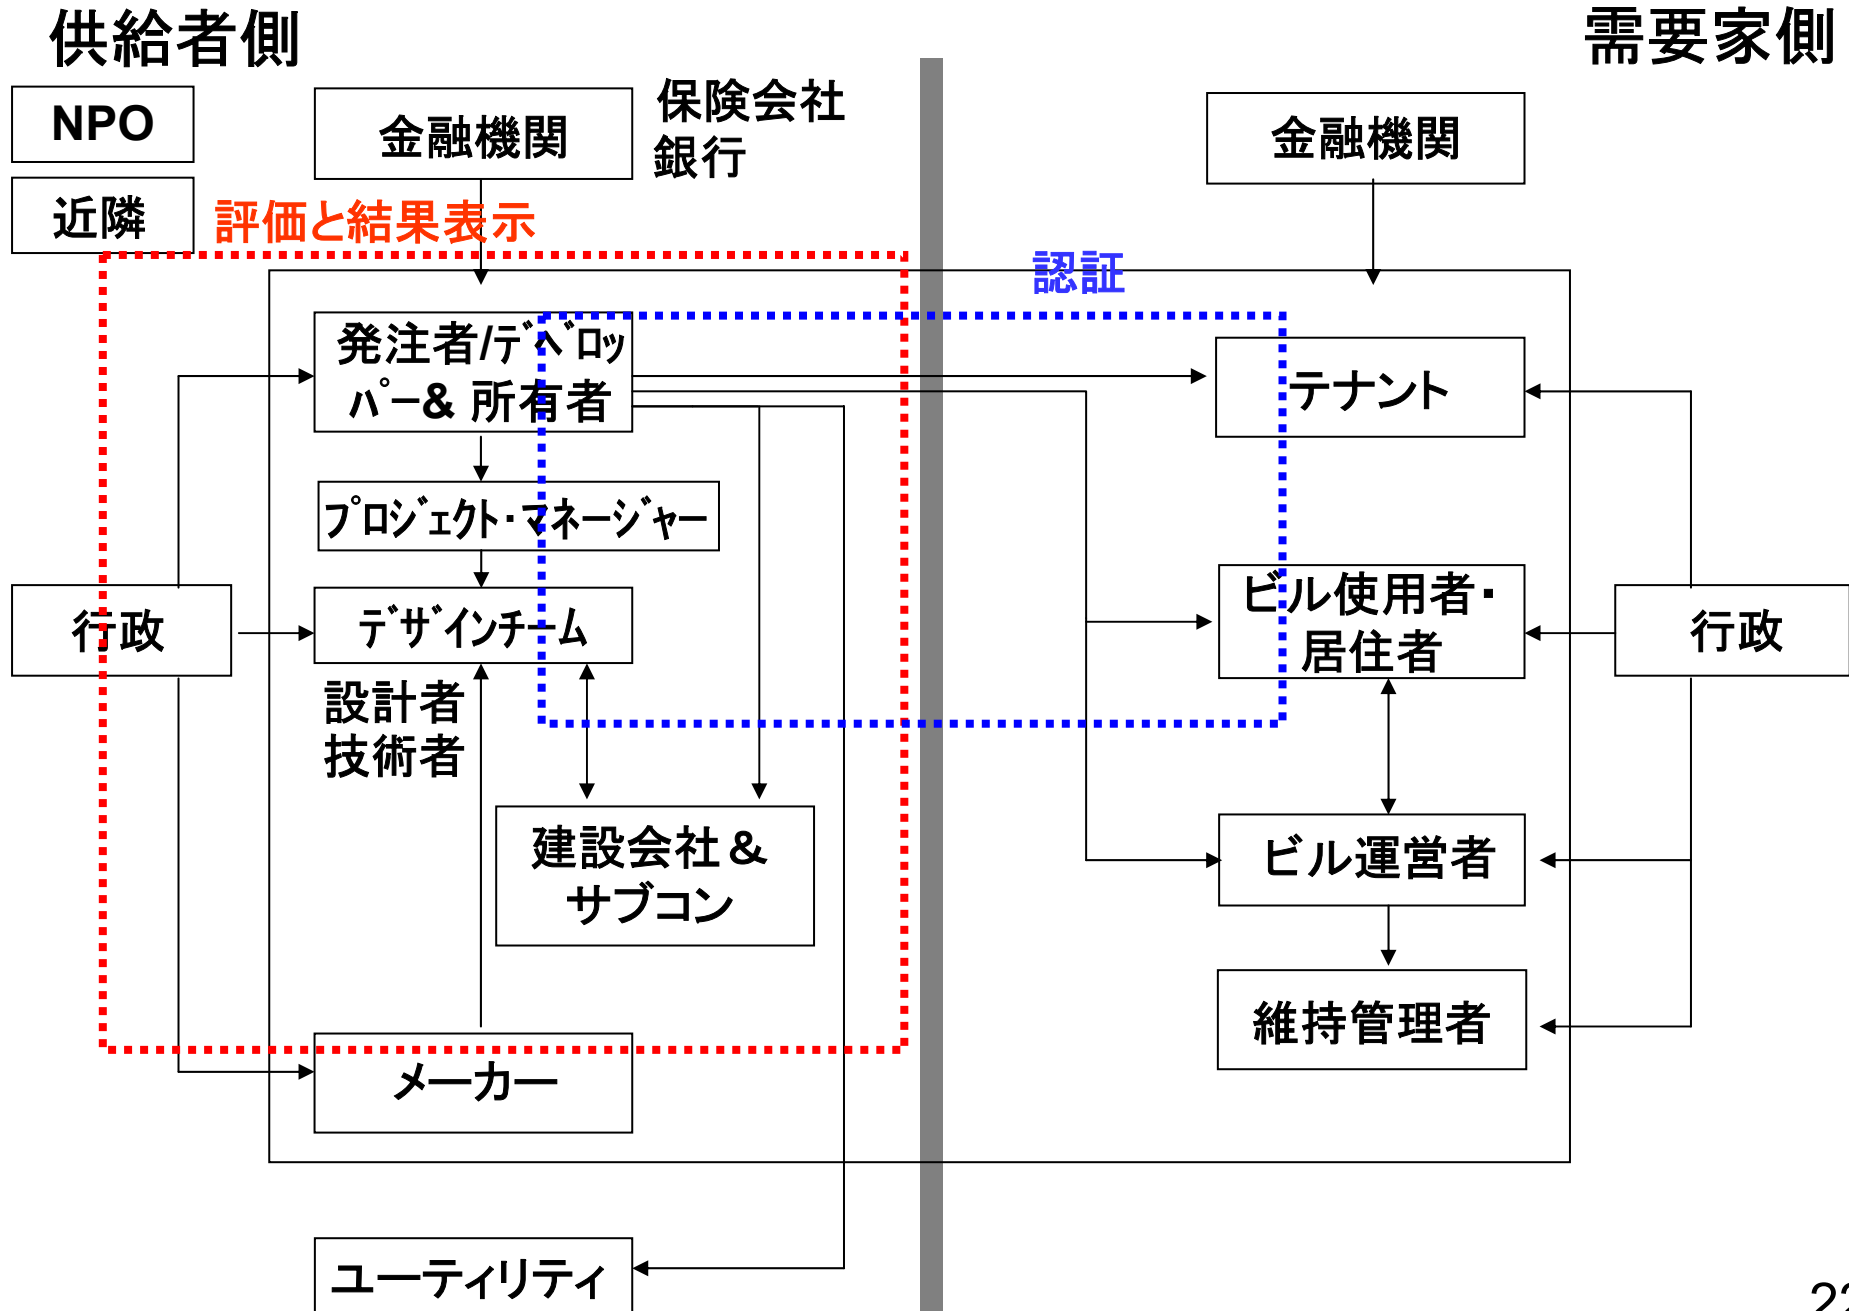 供給者側
需要家側
NPO
金融機関
保険会社
銀行
金融機関
近隣
評価と結果表示
認証
発注者/ﾃﾞﾍﾞﾛｯ
ﾊﾟｰ& 所有者
テナント
プロジェクト・マネージャー
行政
デザインチーム
ビル使用者・
居住者
行政
設計者
技術者
建設会社＆
サブコン
ビル運営者
維持管理者
メーカー
ユーティリティ